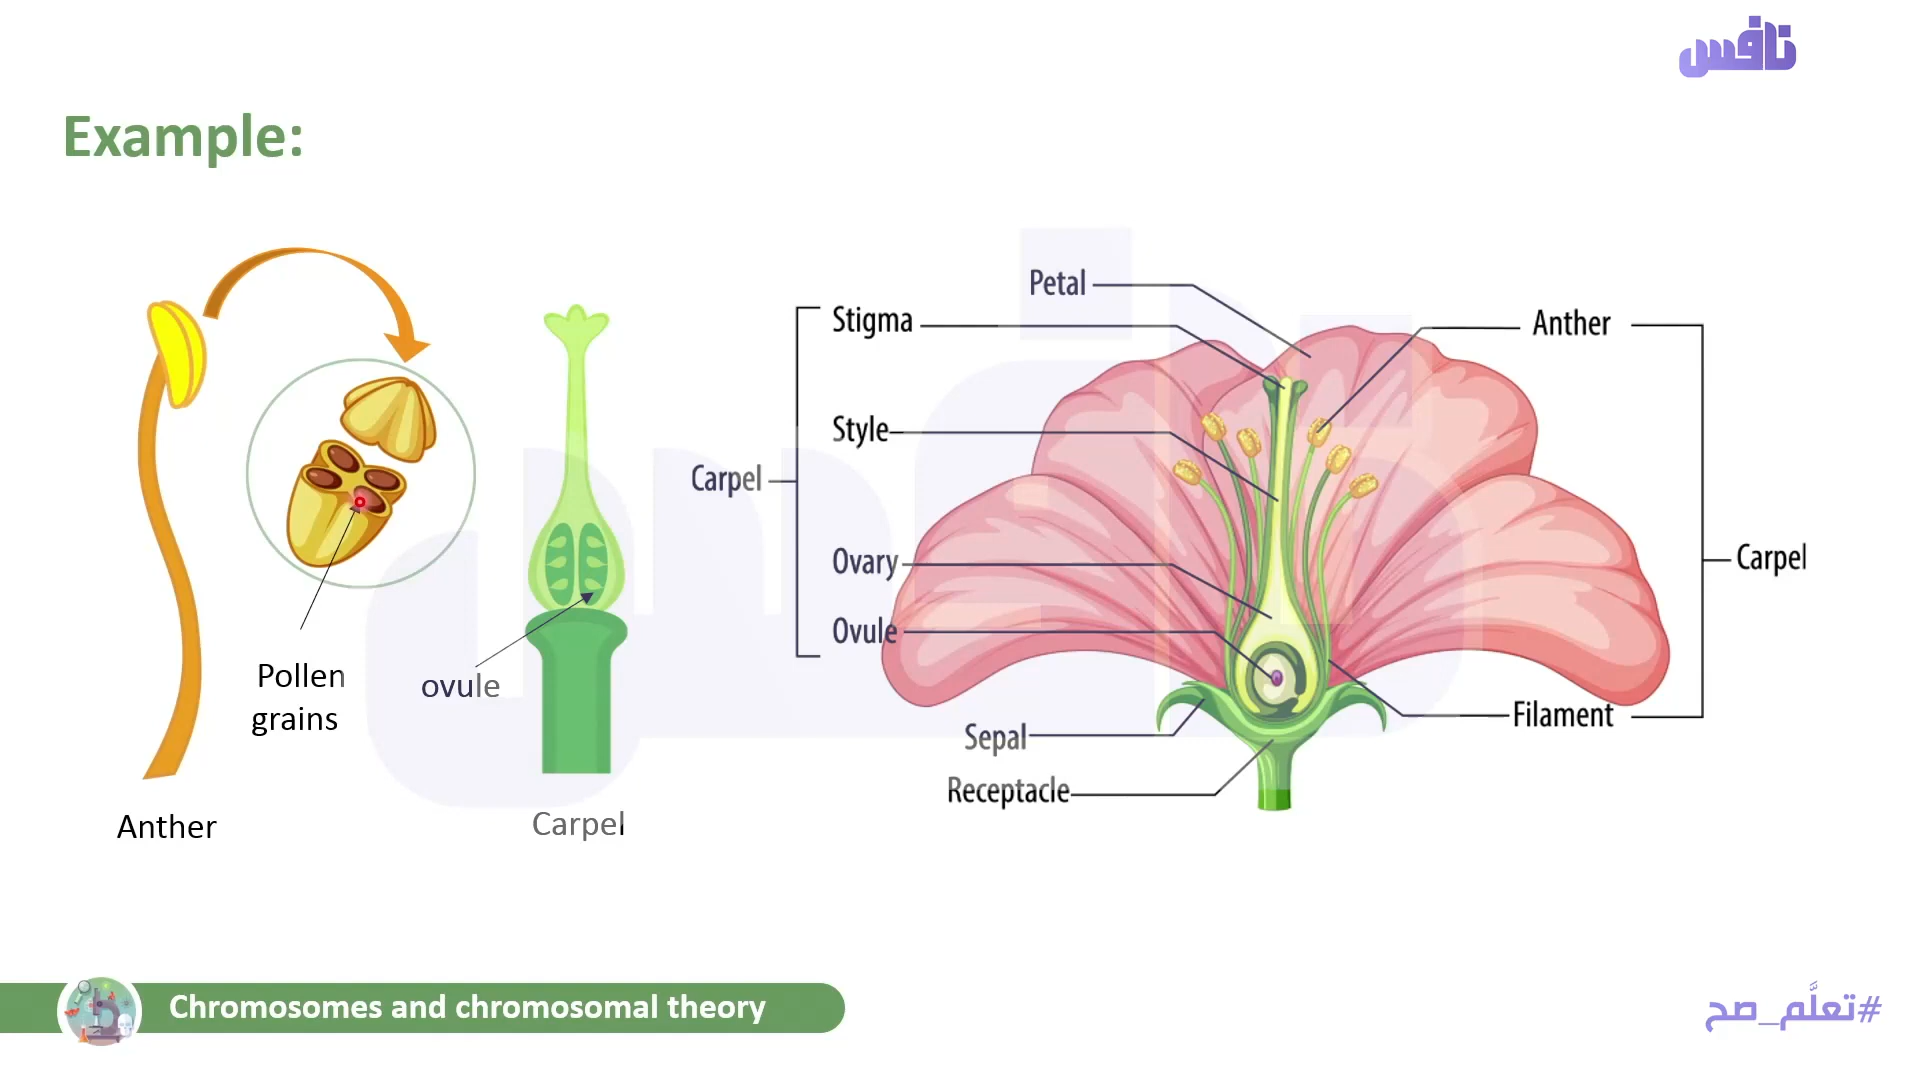 نافس
Example:
Pollen
grains
ovule
Anther
Carpel
Petal
Stigma
Style
Carpel
Ovary
Ovule
Sepal
Receptacle
Anther
Carpel
Filament
Chromosomes and chromosomal theory
#تعلَّم_صح